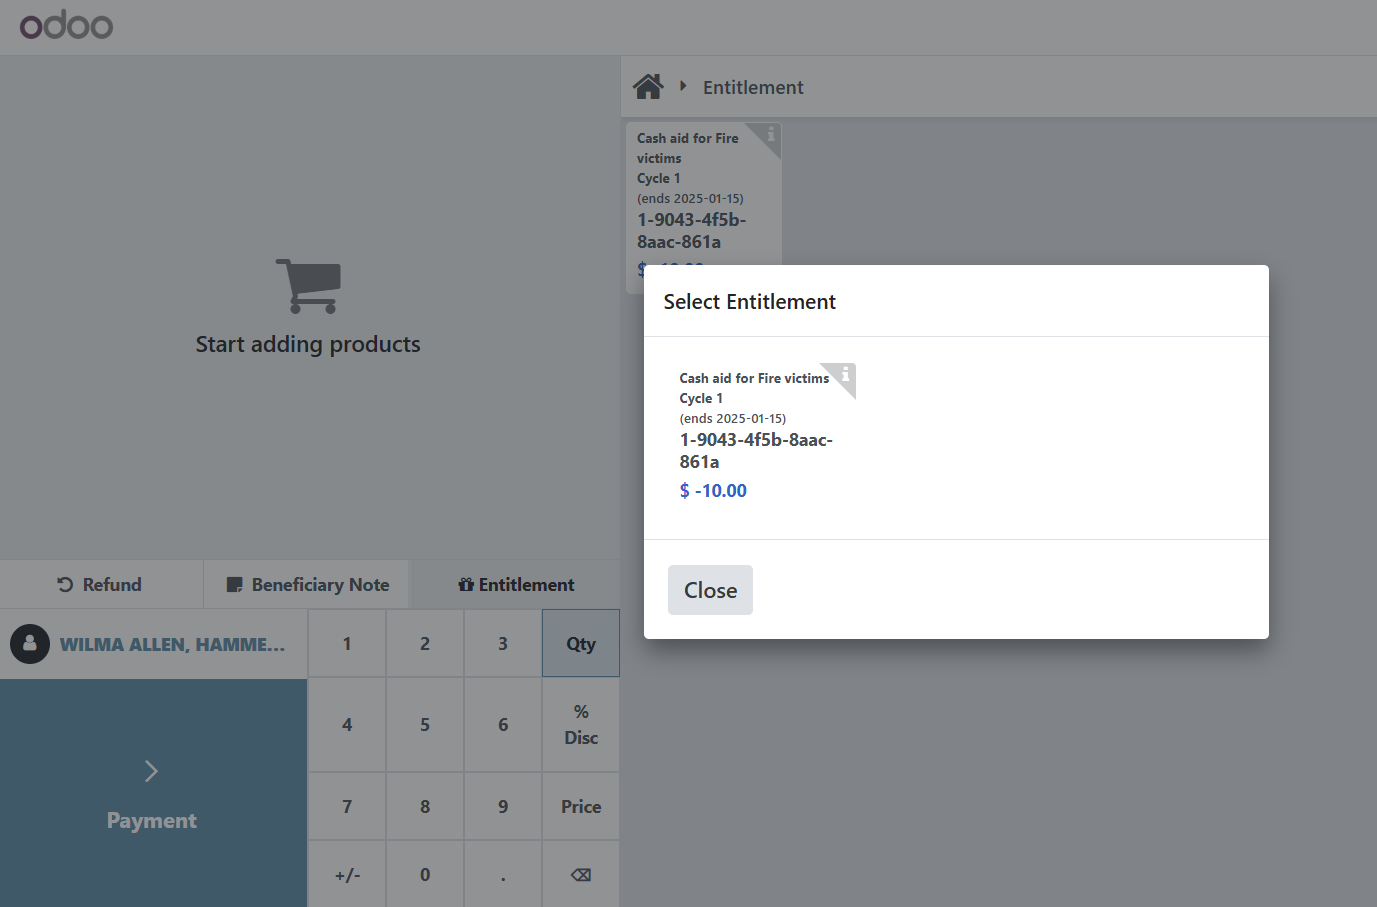 odoo
Entitlement
Cash aid for Fire
victims
Cycle 1
(ends 2025-01-15)
1-9043-4f5b-
8aac-861a
Start adding products
Select Entitlement
Cash aid for Fire victims
Cycle 1
(ends 2025-01-15)
1-9043-4f5b-8aac-
861a
$ -10.00
Close
Refund
Beneficiary Note
Entitlement
WILMA ALLEN, HAMME...
1 2 3 Qty
4 5 6 % Disc
7 8 9 Price
+/- 0 . ⌫
Payment